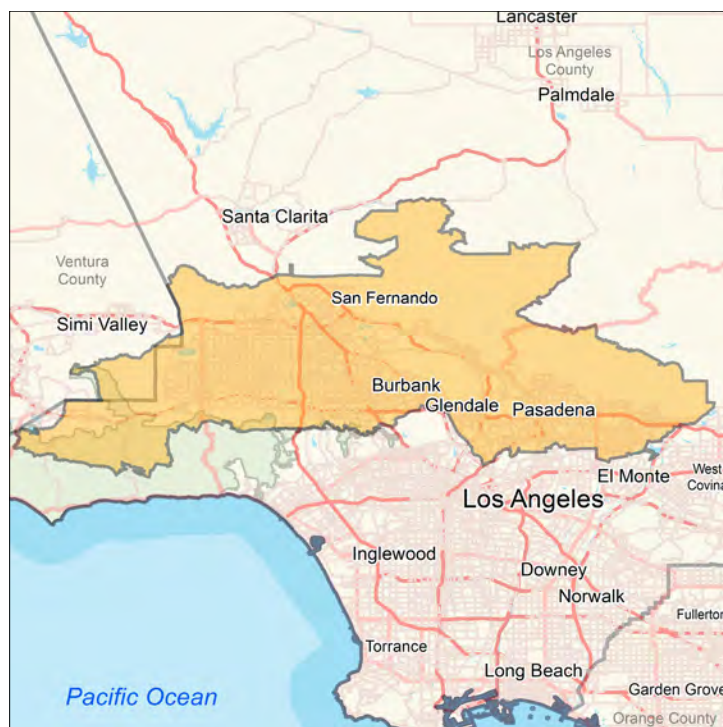 Lancaster
Los Angeles
County
Palmdale
Santa Clarita
Ventura
County
San Fernando
Simi Valley
Burbank
Glendale
Pasadena
El Monte
West
Covina
Los Angeles
Inglewood
Downey
Norwalk
Fullerton
Torrance
Long Beach
Pacific Ocean
Garden Grove
Orange County